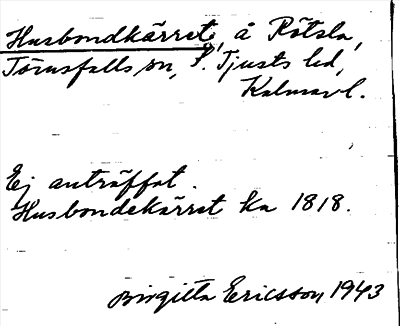 Husbondkärret, å Rötsla,
Törnsfalls sn, S. Tjusts hd,
Kalmar l.
Ej anträffat.
Husbondekärret ka 1818.
Birgitta Ericsson 1943